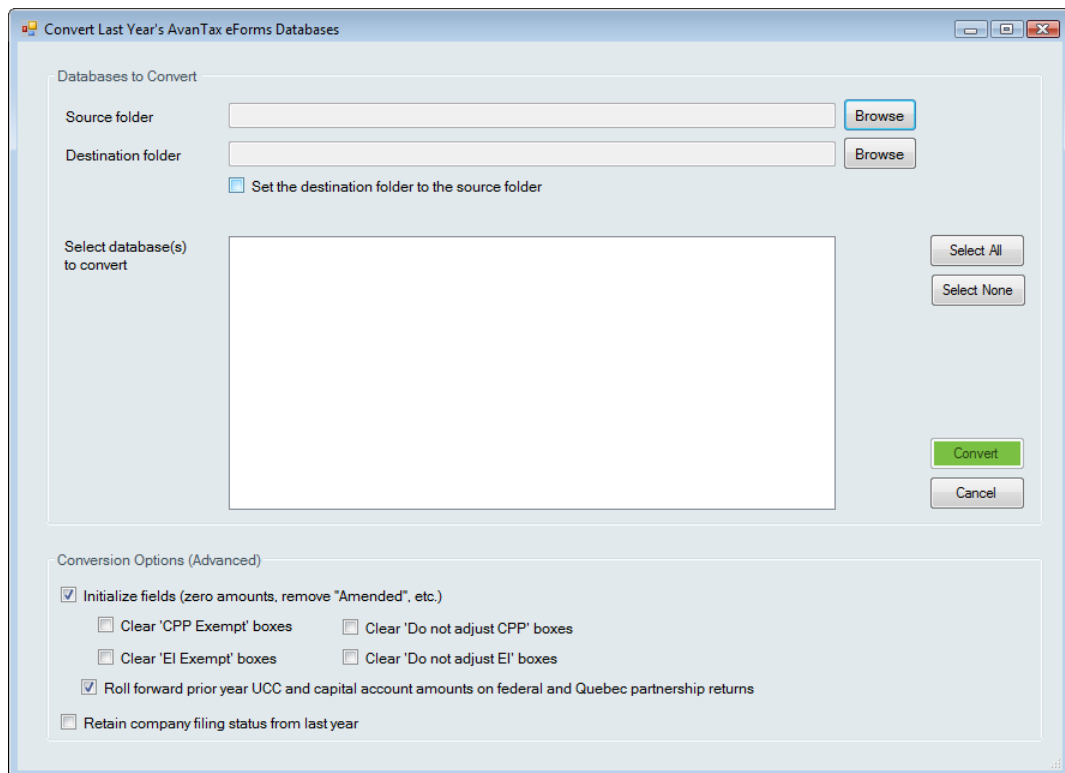 Convert Last Year's AvanTax eForms Databases
Databases to Convert
Source folder
Browse
Destination folder
Browse
Set the destination folder to the source folder
Select database(s)
to convert
Select All
Select None
Convert
Cancel
Conversion Options (Advanced)
Initialize fields (zero amounts, remove "Amended", etc.)
Clear 'CPP Exempt' boxes
Clear 'Do not adjust CPP' boxes
Clear 'EI Exempt' boxes
Clear 'Do not adjust EI' boxes
Roll forward prior year UCC and capital account amounts on federal and Quebec partnership returns
Retain company filing status from last year